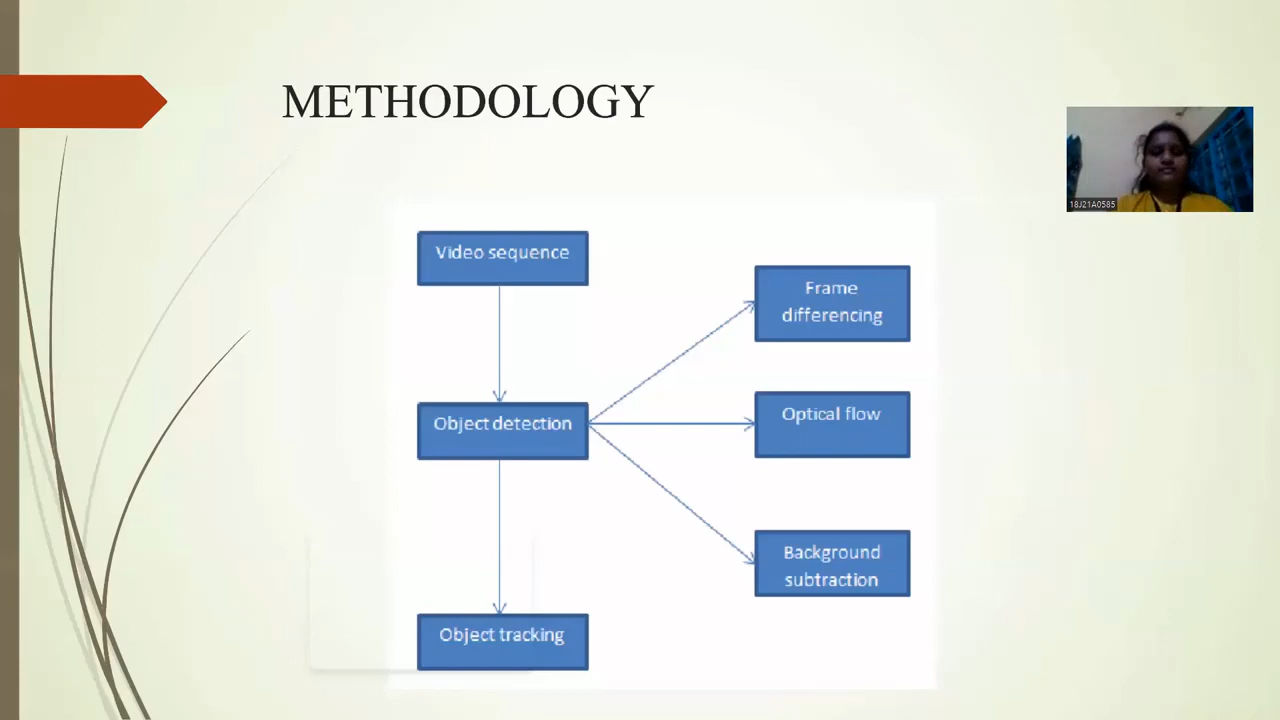 METHODOLOGY
18J21A0585
Video sequence
Frame
differencing
Object detection
Optical flow
Background
subtraction
Object tracking